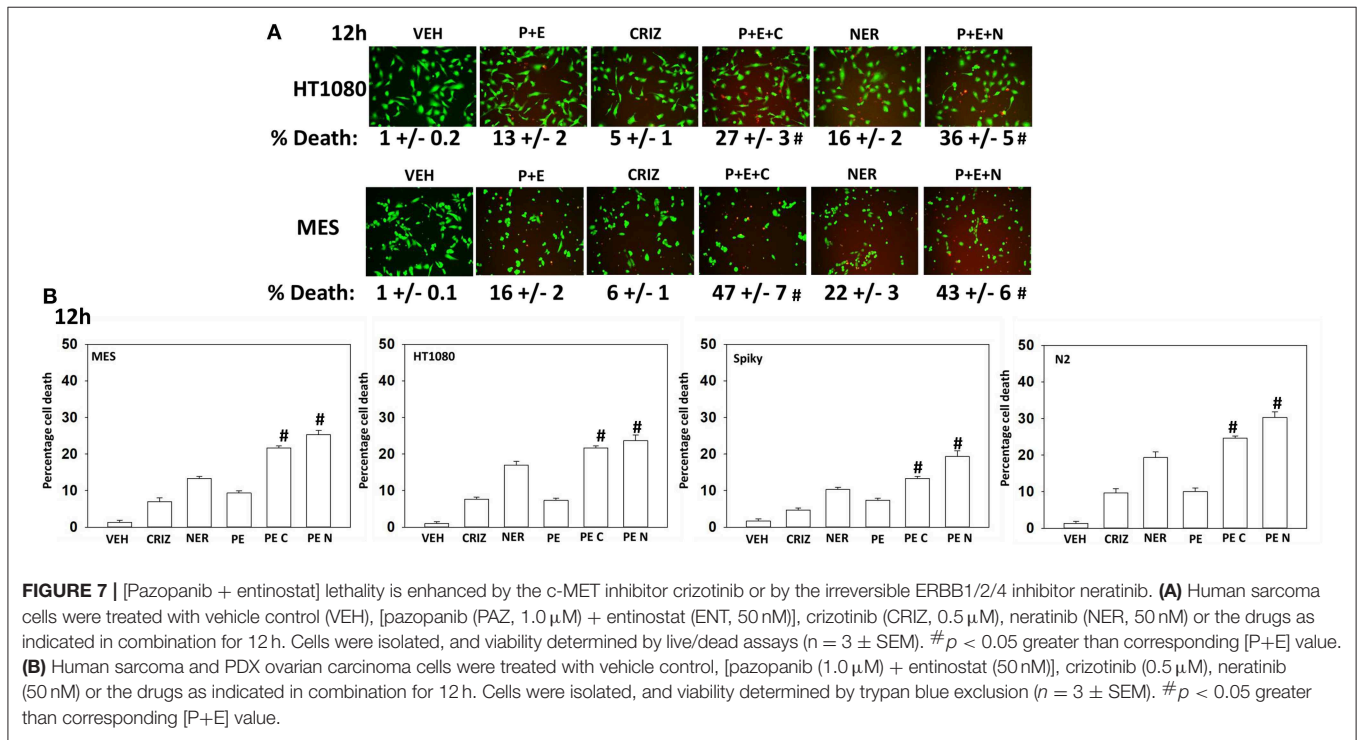 A 12h VEH P+E CRIZ P+E+C NER P+E+N
HT1080
% Death: 1 +/- 0.2 13 +/- 2 5 +/- 1 27 +/- 3 # 16 +/- 2 36 +/- 5 #
VEH P+E CRIZ P+E+C NER P+E+N
MES
% Death: 1 +/- 0.1 16 +/- 2 6 +/- 1 47 +/- 7 # 22 +/- 3 43 +/- 6 #
B
12h
Percentage cell death
50
40
30
20
10
0
MES
# #
VEH CRIZ NER PE PE C PE N
Percentage cell death
50
40
30
20
10
0
HT1080
# #
VEH CRIZ NER PE PE C PE N
Percentage cell death
50
40
30
20
10
0
Spiky
# #
VEH CRIZ NER PE PE C PE N
Percentage cell death
50
40
30
20
10
0
N2
# #
VEH CRIZ NER PE PE C PE N
FIGURE 7 | [Pazopanib + entinostat] lethality is enhanced by the c-MET inhibitor crizotinib or by the irreversible ERBB1/2/4 inhibitor neratinib. (A) Human sarcoma
cells were treated with vehicle control (VEH), [pazopanib (PAZ, 1.0 μM) + entinostat (ENT, 50 nM)], crizotinib (CRIZ, 0.5 μM), neratinib (NER, 50 nM) or the drugs as
indicated in combination for 12 h. Cells were isolated, and viability determined by live/dead assays (n = 3 ± SEM). #p < 0.05 greater than corresponding [P+E] value.
(B) Human sarcoma and PDX ovarian carcinoma cells were treated with vehicle control, [pazopanib (1.0 μM) + entinostat (50 nM)], crizotinib (0.5 μM), neratinib
(50 nM) or the drugs as indicated in combination for 12 h. Cells were isolated, and viability determined by trypan blue exclusion (n = 3 ± SEM). #p < 0.05 greater
than corresponding [P+E] value.